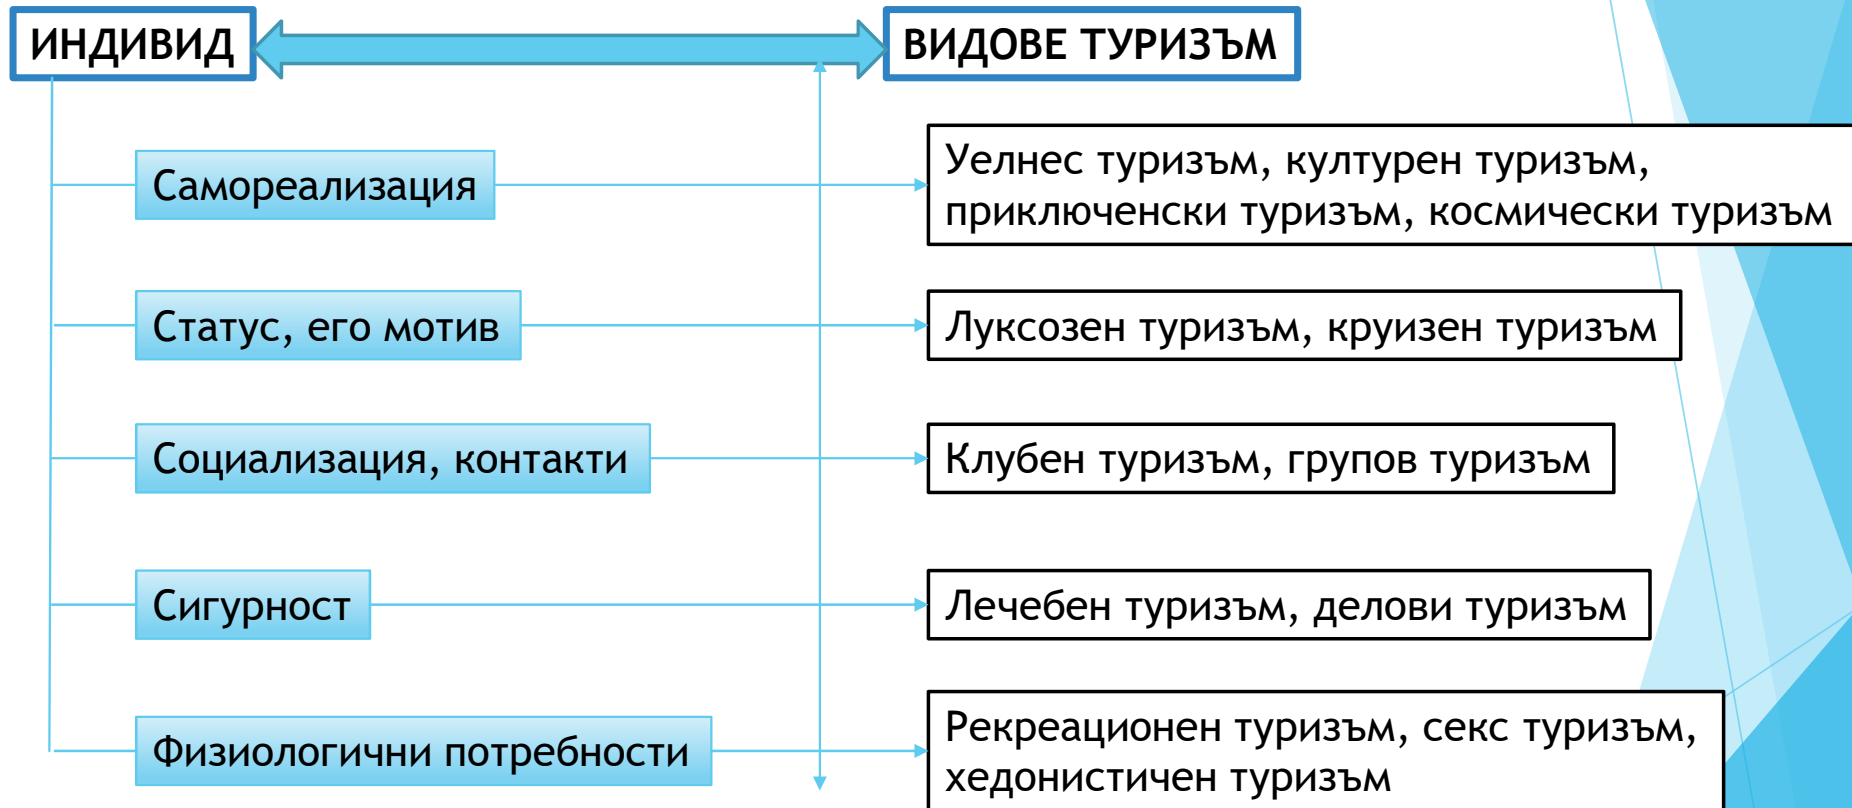 ИНДИВИД
ВИДОВЕ ТУРИЗЪМ
Самореализация
Уелнес туризъм, културен туризъм,
приключенски туризъм, космически туризъм
Статус, его мотив
Луксозен туризъм, круизен туризъм
Социализация, контакти
Клубен туризъм, групов туризъм
Сигурност
Лечебен туризъм, делови туризъм
Физиологични потребности
Рекреационен туризъм, секс туризъм,
хедонистичен туризъм